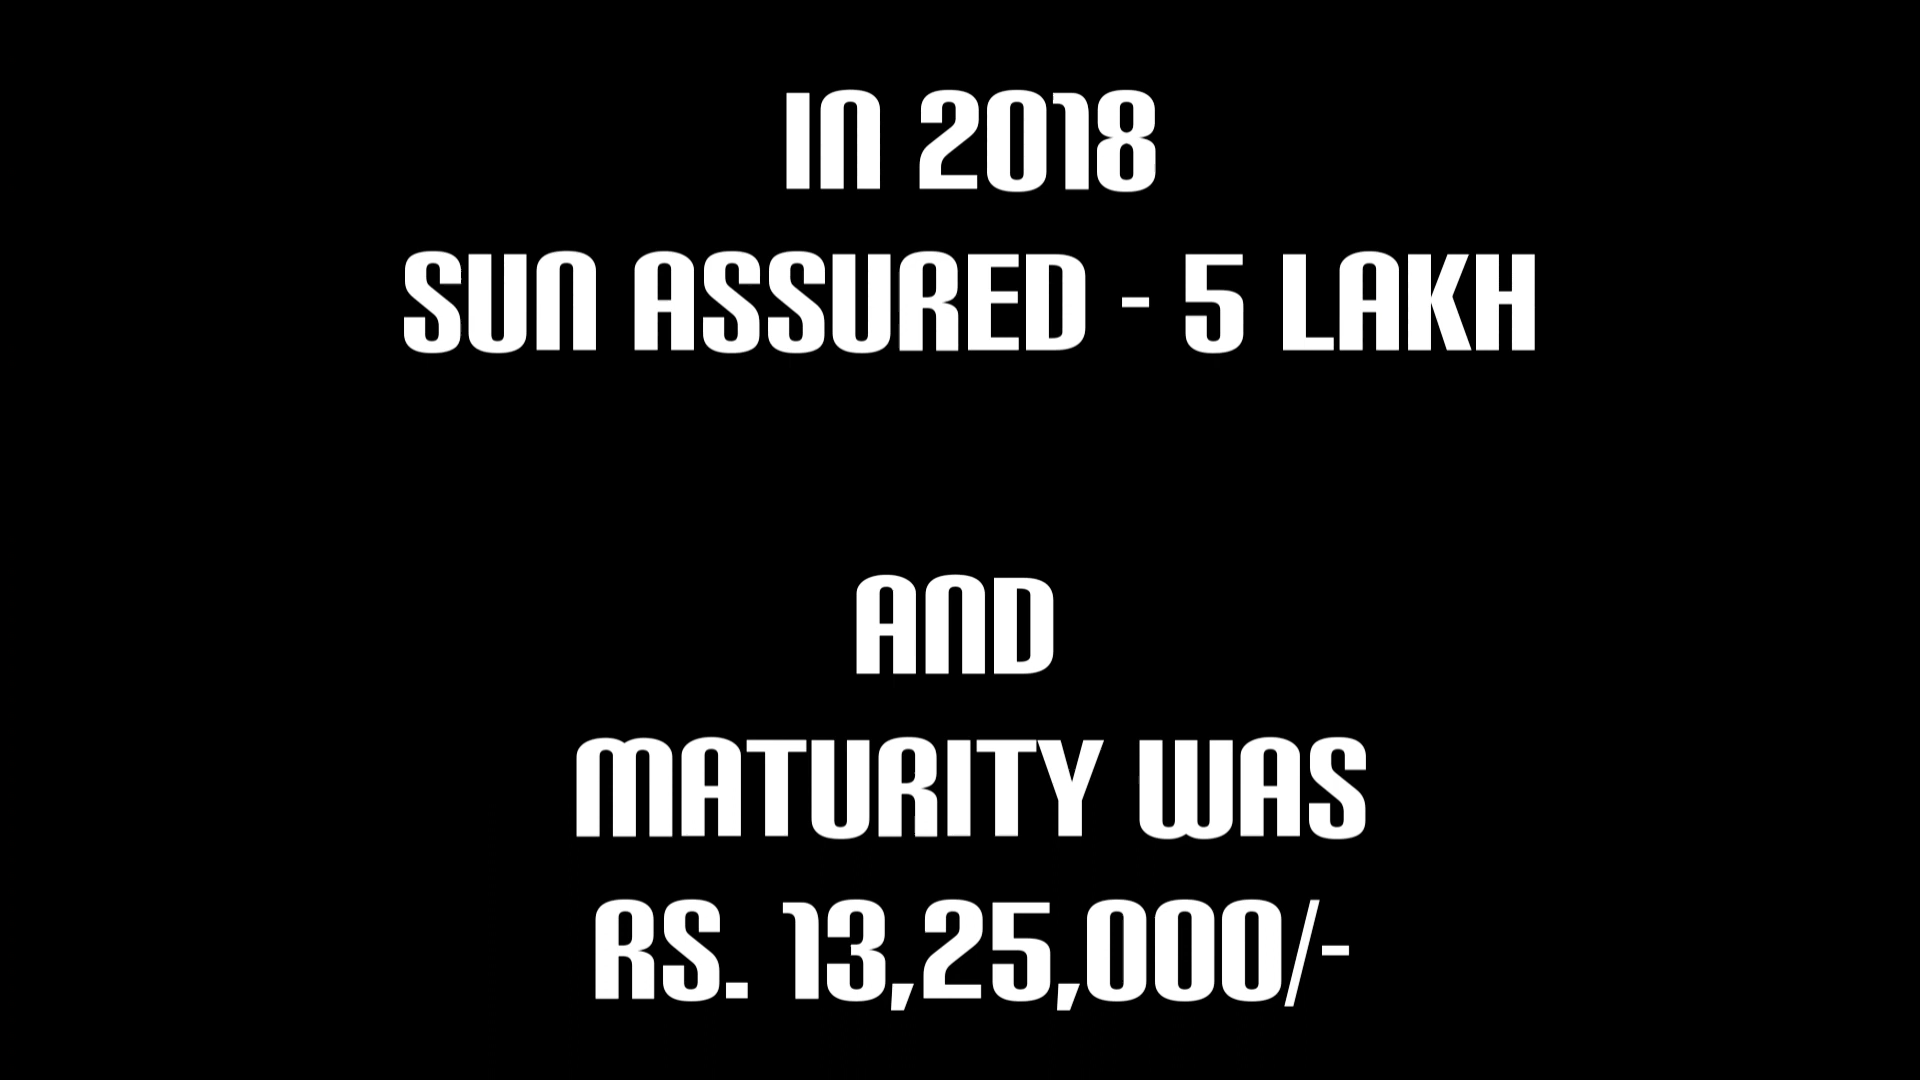 IN 2018
SUN ASSURED - 5 LAKH
AND
MATURITY WAS
RS. 13,25,000/-